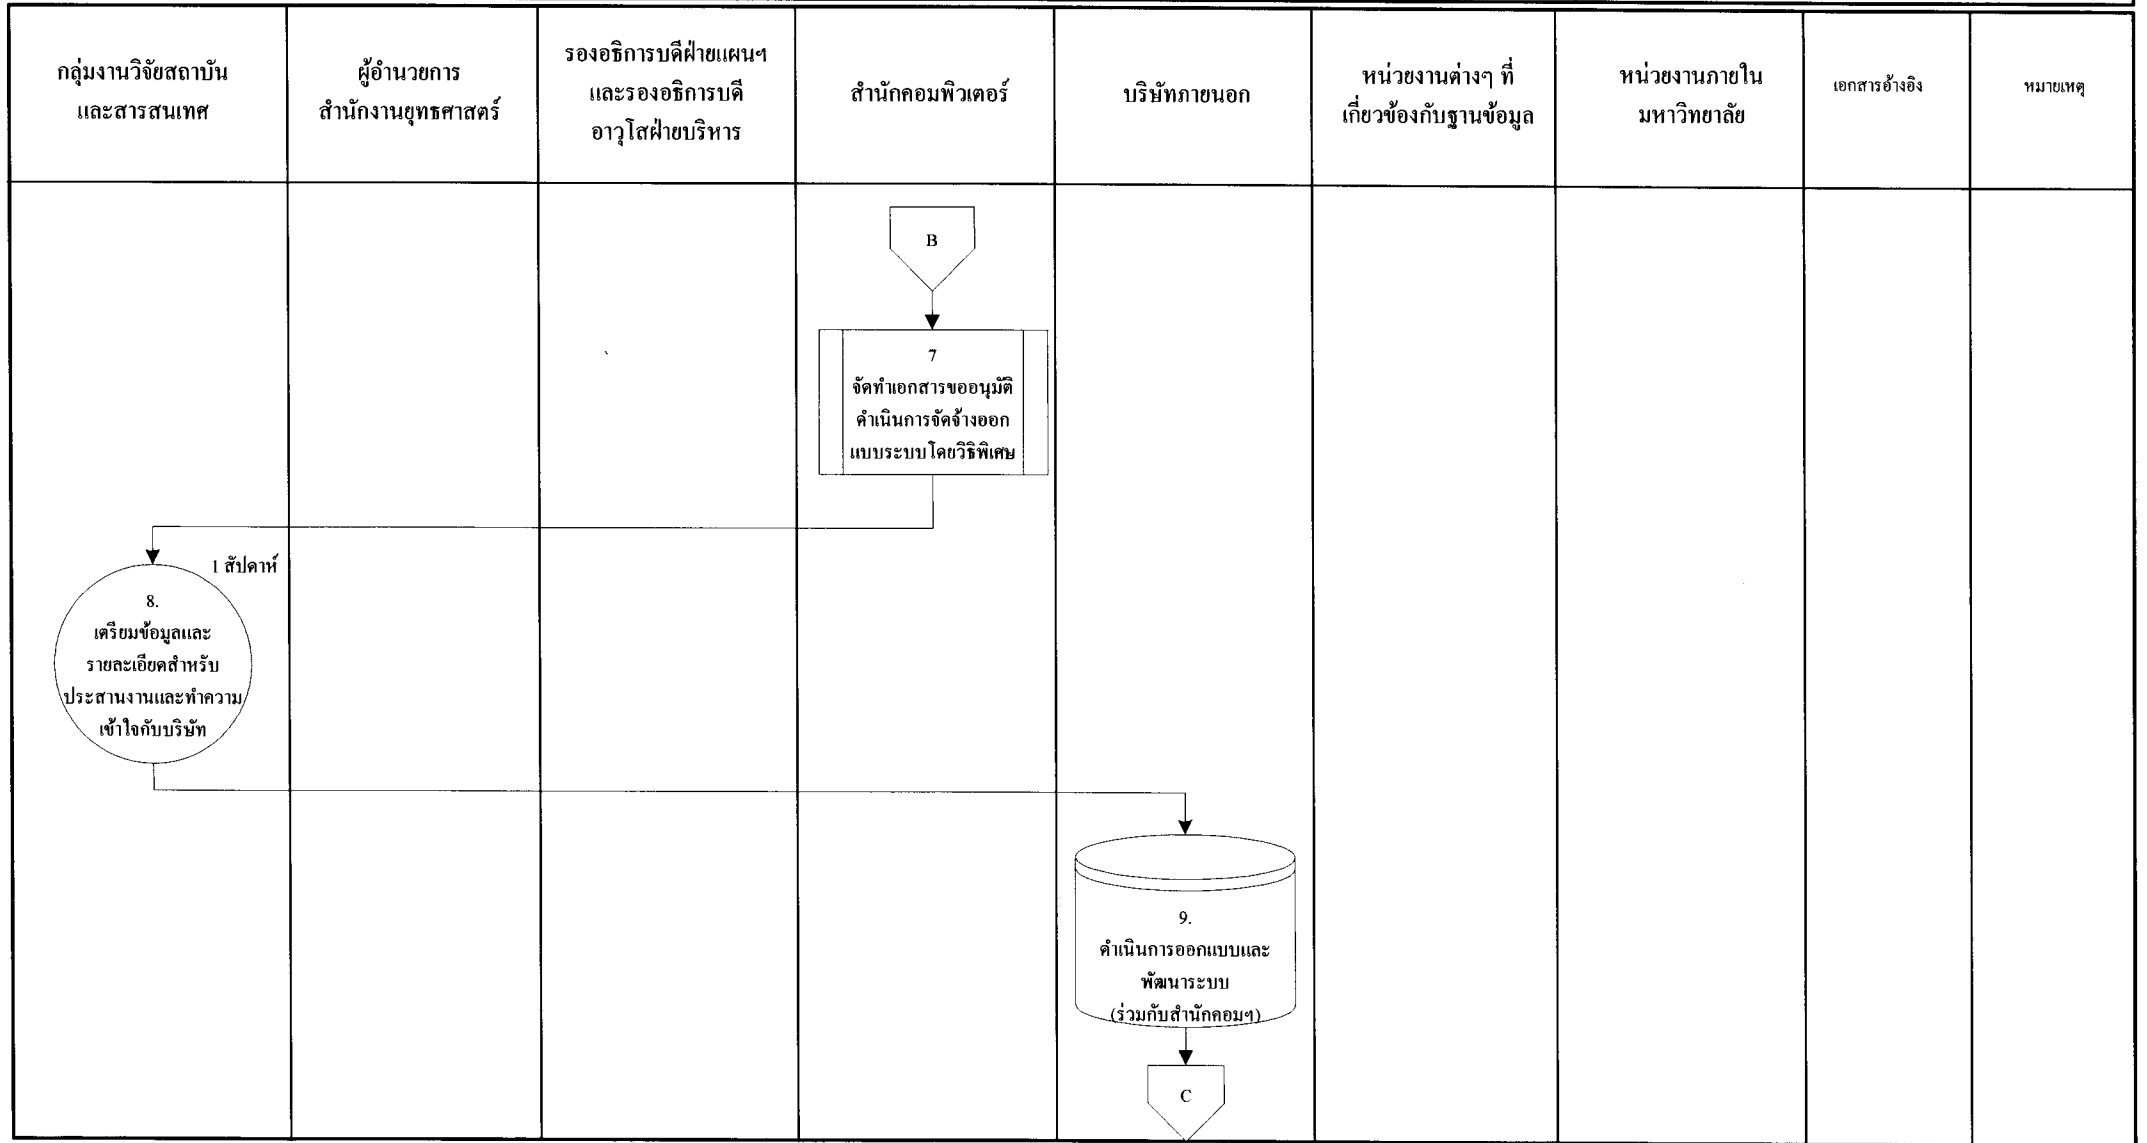 กลุ่มงานวิจัยสถาบัน
และสารสนเทศ
ผู้อำนวยการ
สำนักงานยุทธศาสตร์
รองอธิการบดีฝ่ายแผนฯ
และรองอธิการบดี
อาวุโสฝ่ายบริหาร
สำนักคอมพิวเตอร์
บริษัทภายนอก
หน่วยงานต่างๆ ที่
เกี่ยวข้องกับฐานข้อมูล
หน่วยงานภายใน
มหาวิทยาลัย
เอกสารอ้างอิง
หมายเหตุ
B
7
จัดทำเอกสารขออนุมัติ
ดำเนินการจัดจ้างออก
แบบระบบโดยวิธิพิเศษ
1 สัปดาห์
8.
เตรียมข้อมูลและ
รายละเอียดสำหรับ
ประสานงานและทำความ
เข้าใจกับบริษัท
9.
ดำเนินการออกแบบและ
พัฒนาระบบ
(ร่วมกับสำนักคอมฯ)
C